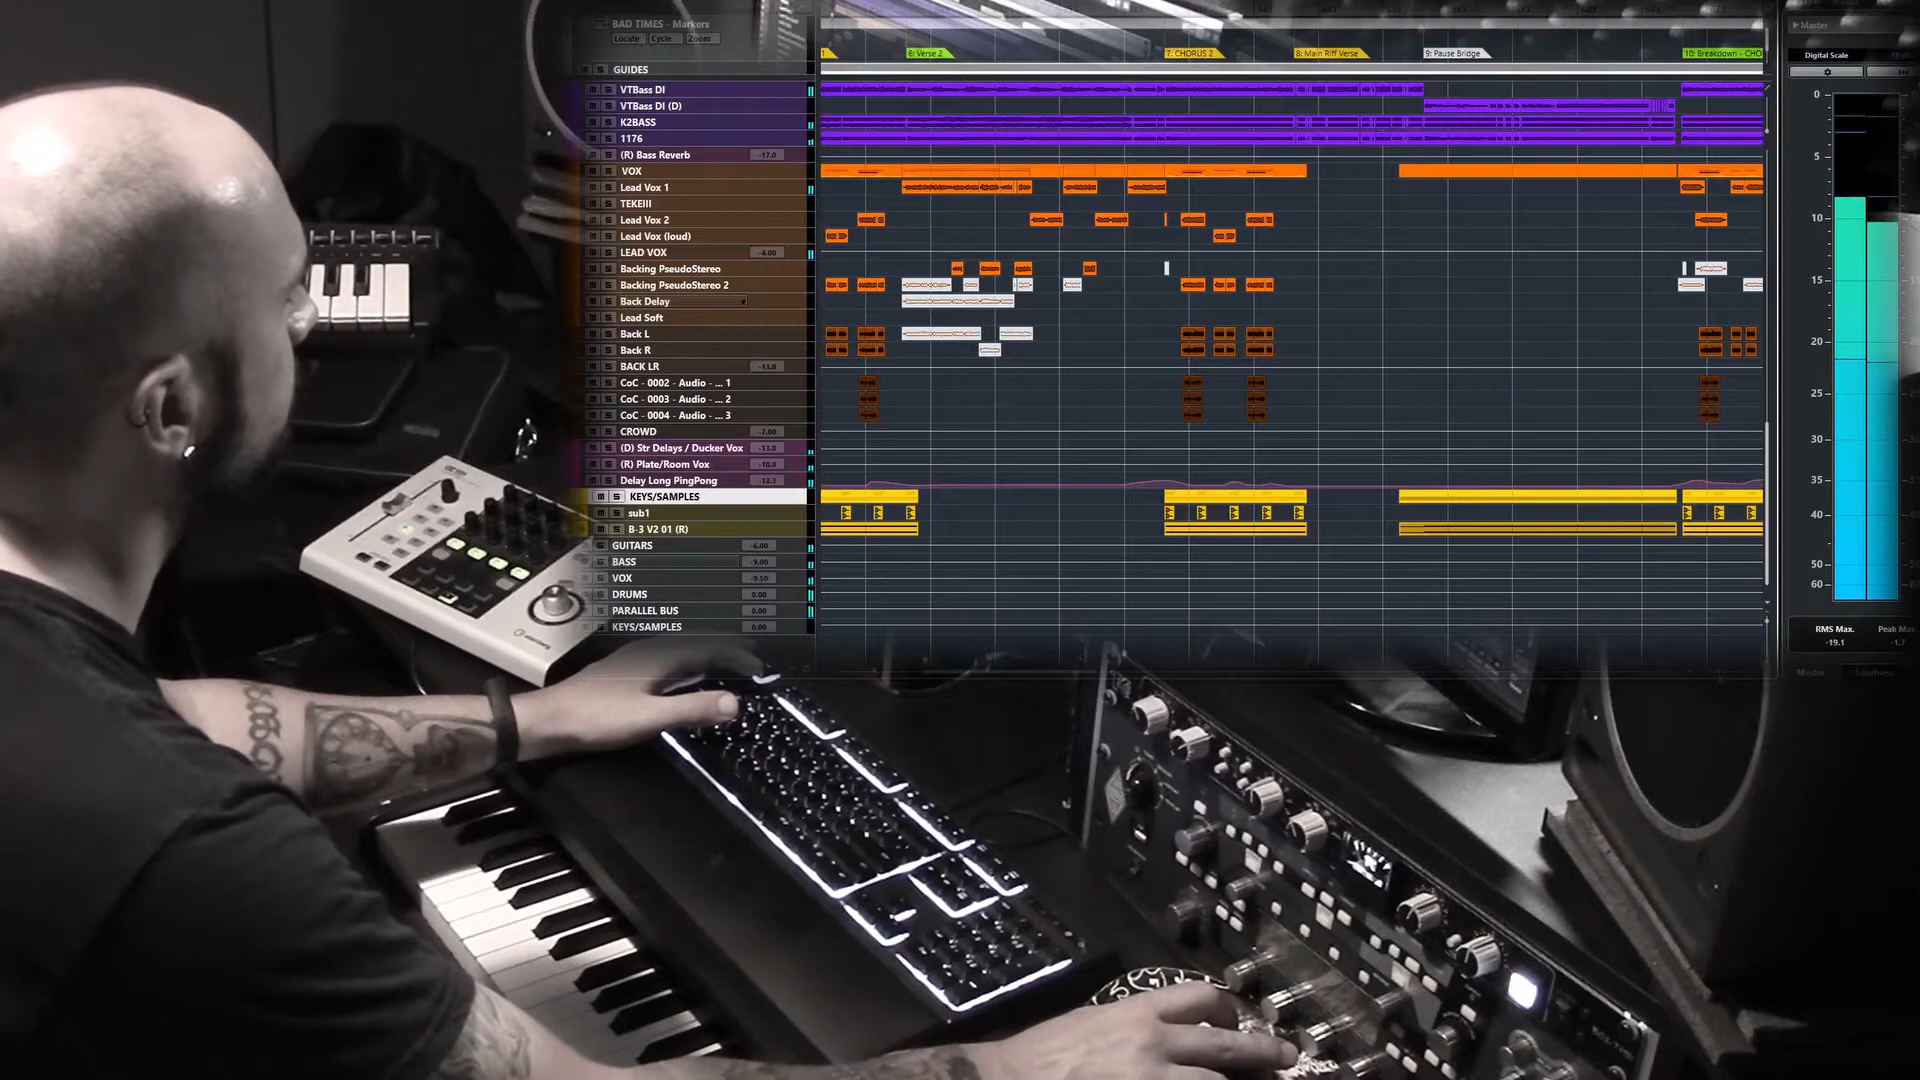 BAD TIMES - Markers
Locate Cycle Zoom
6: Verse 2
7: CHORUS 2
8: Main Riff Verse
9: Pause Bridge
10: Breakdown - CHO
Master
Digital Scale
GUIDES
VTBass DI
VTBass DI (D)
K2BASS
1176
(R) Bass Reverb -17.0
VOX
Lead Vox 1
TEKEIII
Lead Vox 2
Lead Vox (loud)
LEAD VOX -4.00
Backing PseudoStereo
Backing PseudoStereo 2
Back Delay
Lead Soft
Back L
Back R
BACK LR -13.0
CoC - 0002 - Audio - ... 1
CoC - 0003 - Audio - ... 2
CoC - 0004 - Audio - ... 3
CROWD -7.00
(D) Str Delays / Ducker Vox -13.0
(R) Plate/Room Vox -10.0
Delay Long PingPong
KEYS/SAMPLES
sub1
B-3 V2 01 (R)
GUITARS -6.00
BASS -9.00
VOX -9.50
DRUMS 0.00
PARALLEL BUS 0.00
KEYS/SAMPLES 0.00
0
5
10
15
20
25
30
40
50
60
RMS Max. Peak Max.
-19.1 -1.7
Master Loudness